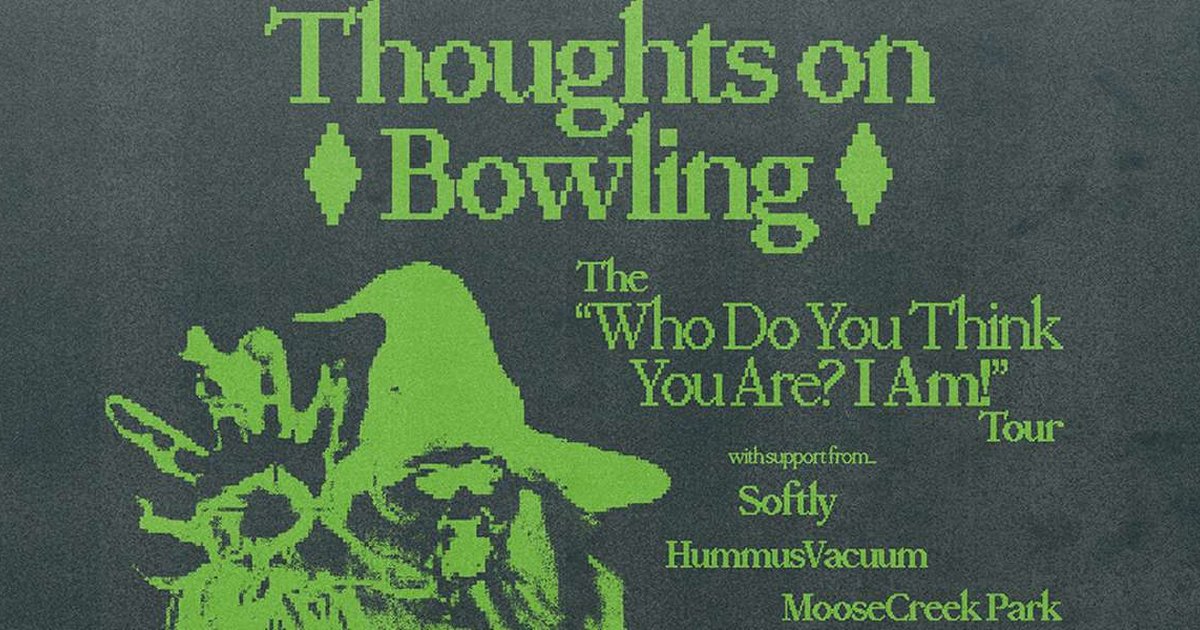 Thoughts on
Bowling
The
“Who Do You Think
You Are? I Am!”
Tour
with support from...
Softly
HummusVacuum
MooseCreek Park